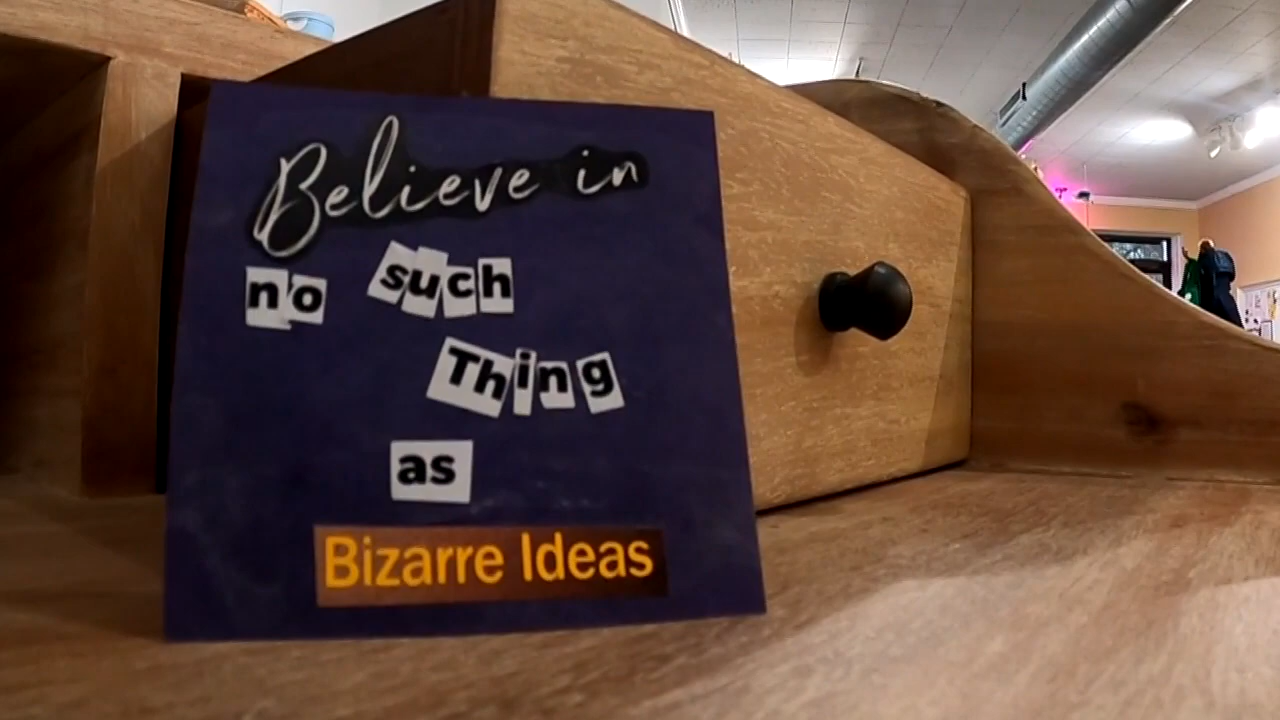 Believe in
no such
Thing
as
Bizarre Ideas